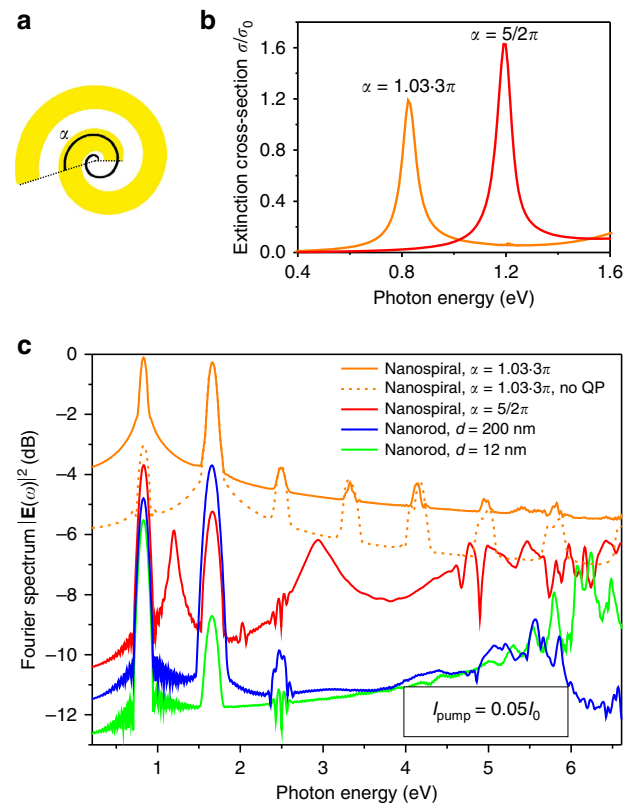 a
α
b
Extinction cross-section σ/σ0
1.6
1.2
0.8
0.4
0.0
α = 5/2π
α = 1.03·3π
0.4
0.8
1.2
1.6
Photon energy (eV)
c
Fourier spectrum |E(ω)|² (dB)
0
−2
−4
−6
−8
−10
−12
Nanospiral, α = 1.03·3π
Nanospiral, α = 1.03·3π, no QP
Nanospiral, α = 5/2π
Nanorod, d = 200 nm
Nanorod, d = 12 nm
Ipump = 0.05I0
1
2
3
4
5
6
Photon energy (eV)